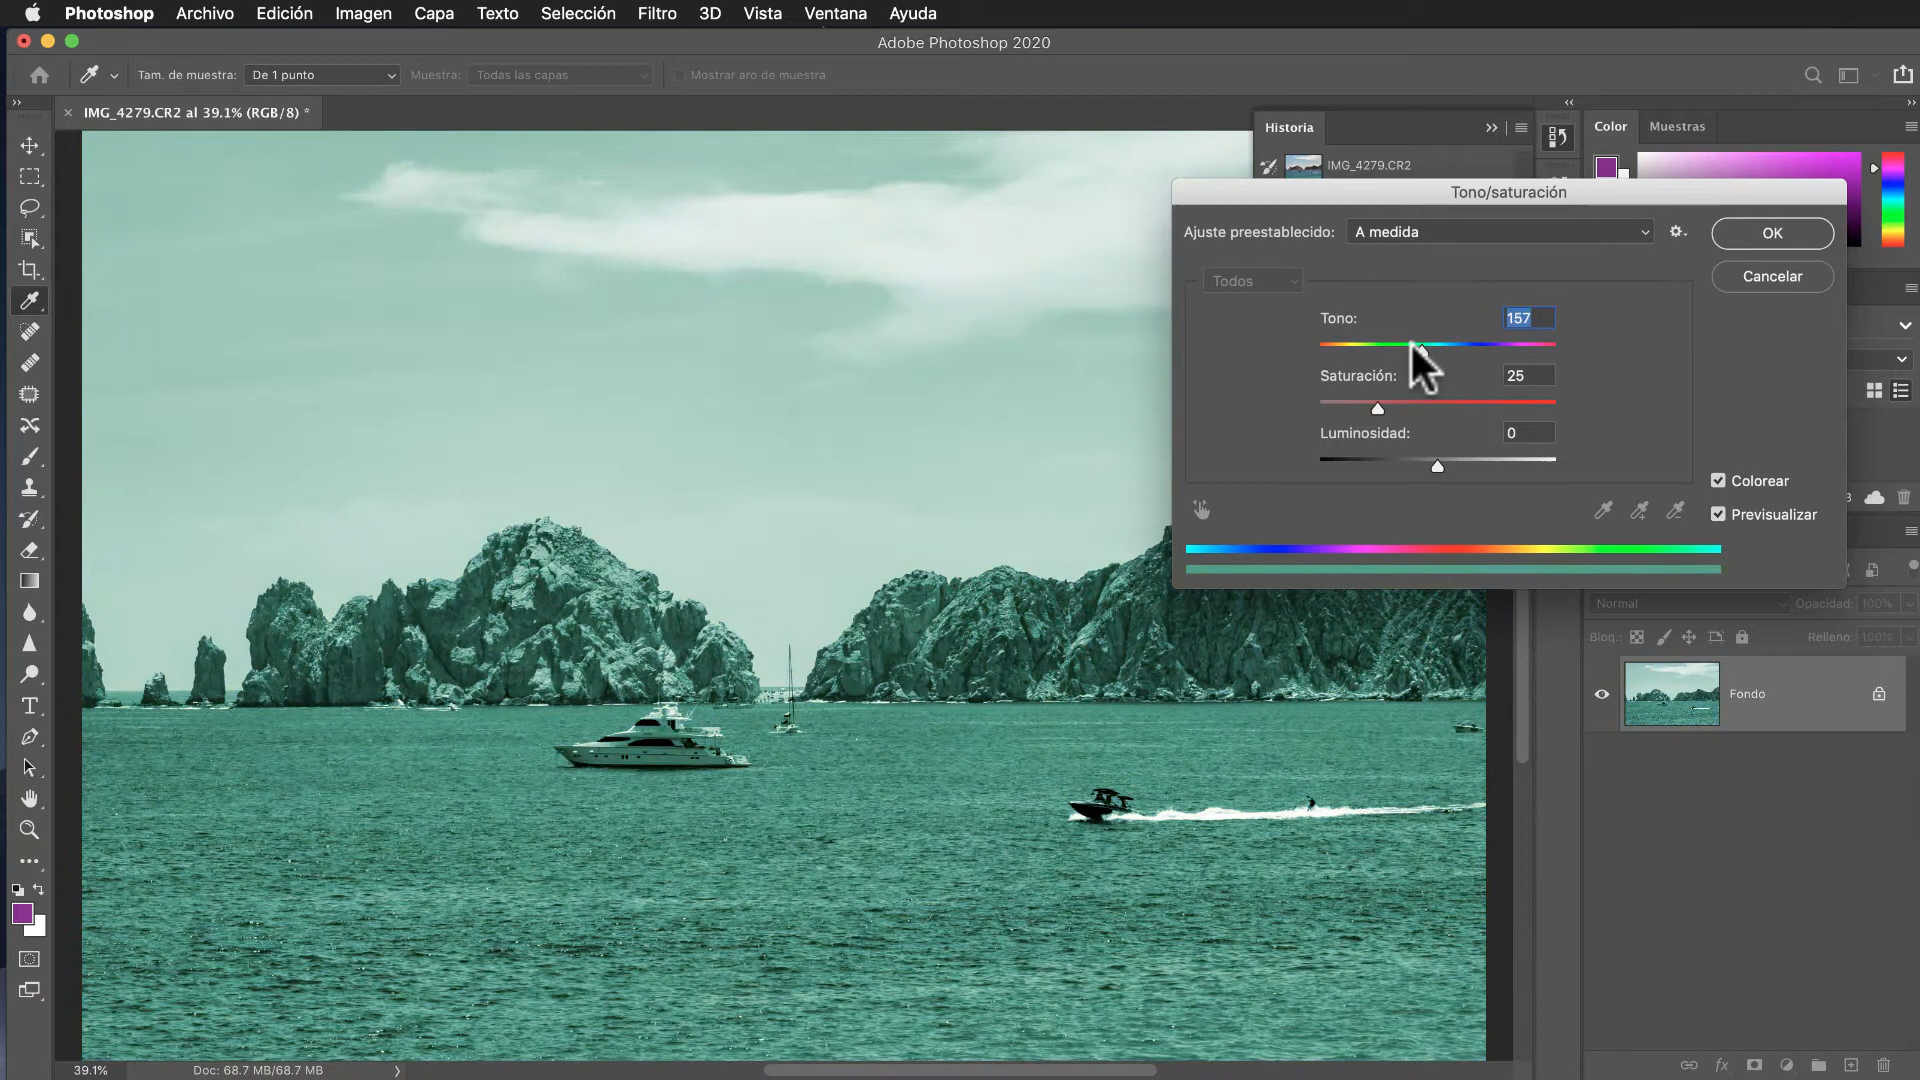 Photoshop Archivo Edición Imagen Capa Texto Selección Filtro 3D Vista Ventana Ayuda
Adobe Photoshop 2020
Tam. de muestra: De 1 punto Muestra: Todas las capas Mostrar aro de muestra
IMG_4279.CR2 al 39.1% (RGB/8) *
Historia
IMG_4279.CR2
Color Muestras
Tono/saturación
Ajuste preestablecido: A medida
OK
Cancelar
Todos
Tono: 157
Saturación: 25
Luminosidad: 0
Colorear
Previsualizar
Normal Opacidad: 100%
Bloq.: Relleno: 100%
Fondo
39.1% Doc: 68.7 MB/68.7 MB
fx